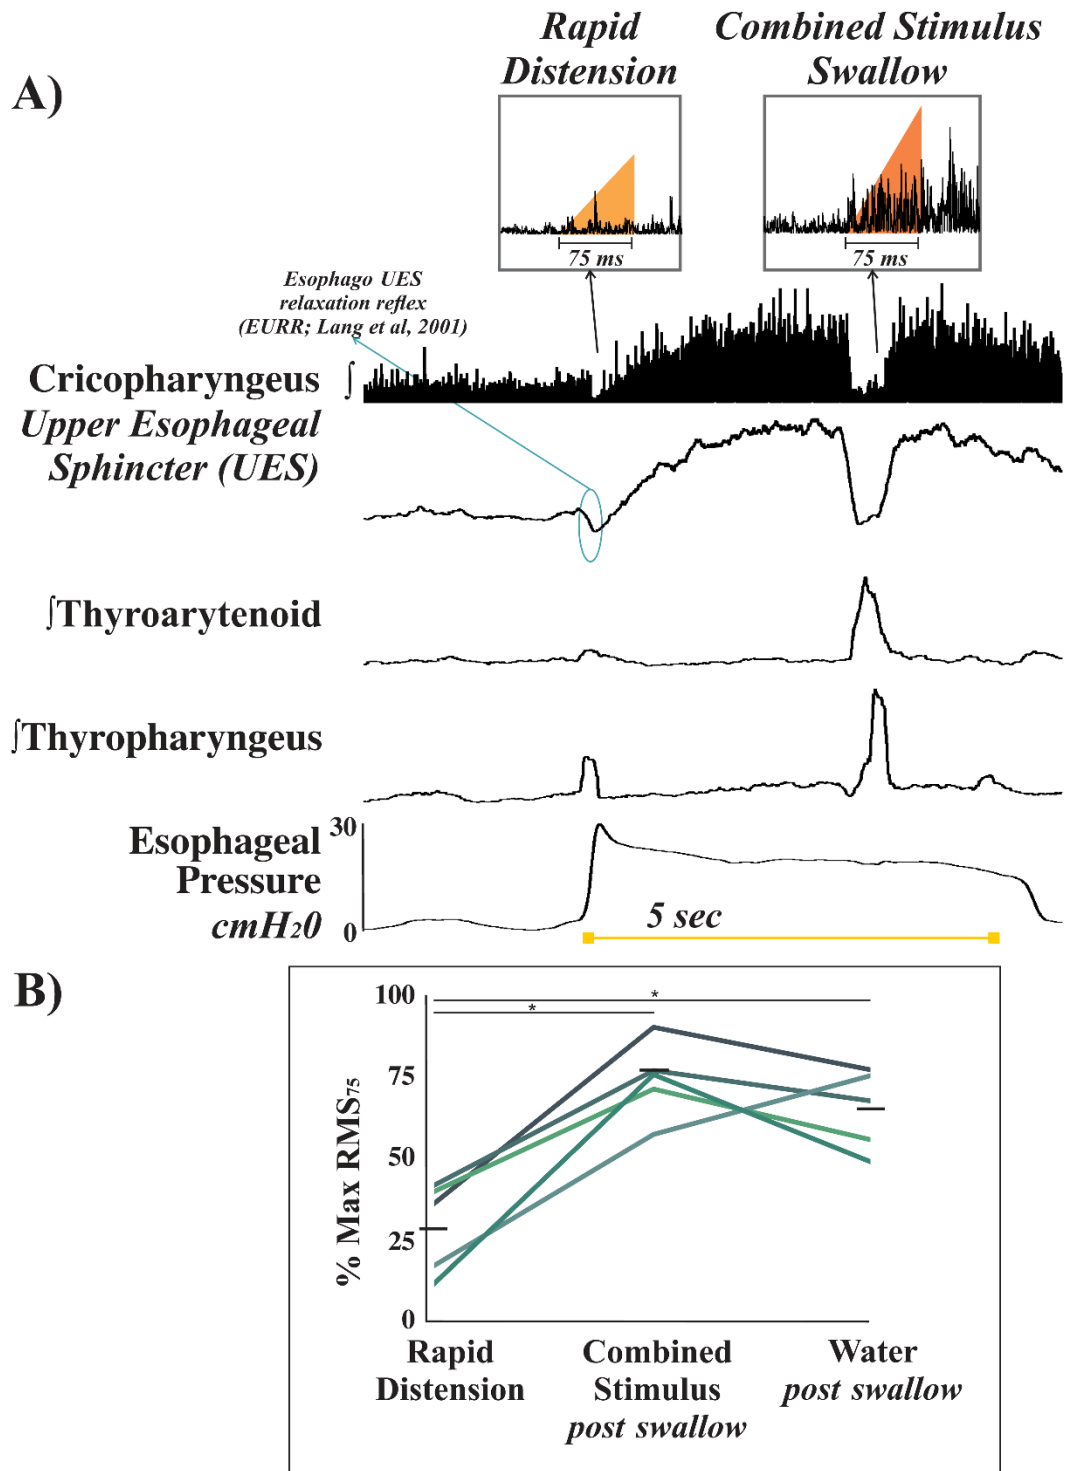 A)
Rapid
Distension
Combined Stimulus
Swallow
75 ms
75 ms
Esophago UES
relaxation reflex
(EURR; Lang et al, 2001)
Cricopharyngeus ∫
Upper Esophageal
Sphincter (UES)
∫Thyroarytenoid
∫Thyropharyngeus
Esophageal
Pressure
cmH₂0
30
0
5 sec
B)
% Max RMS₇₅
100
75
50
25
0
*
*
Rapid
Distension
Combined
Stimulus
post swallow
Water
post swallow